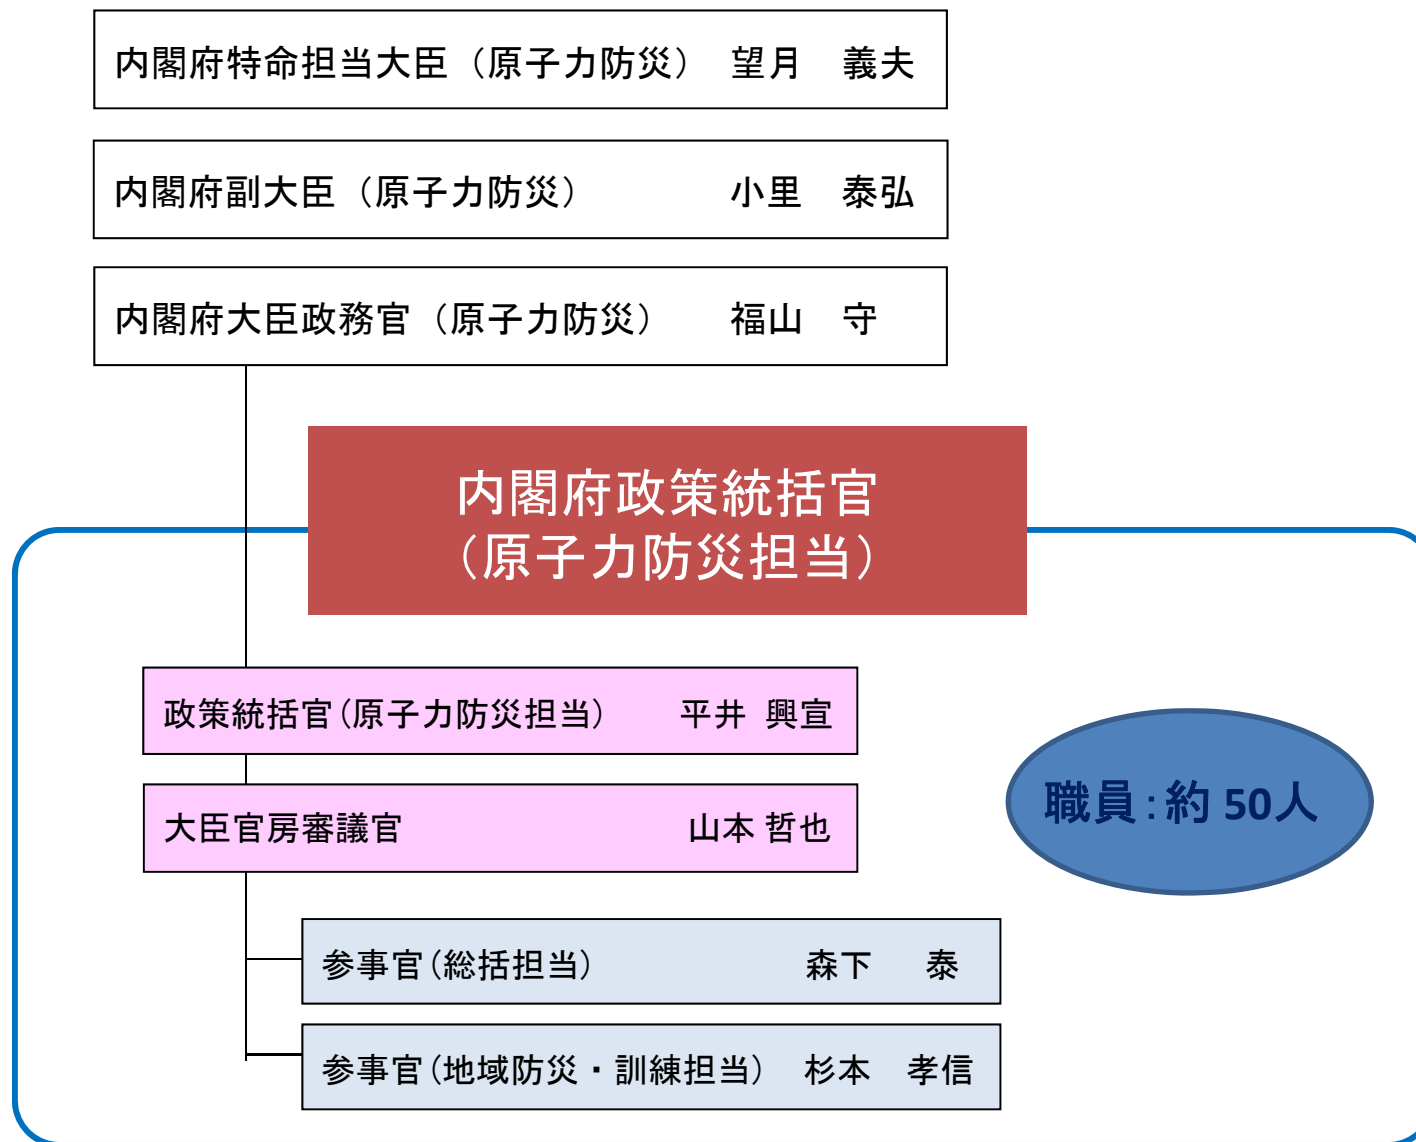 内閣府特命担当大臣（原子力防災）　望月　義夫
内閣府副大臣（原子力防災）　小里　泰弘
内閣府大臣政務官（原子力防災）　福山　守
内閣府政策統括官
（原子力防災担当）
政策統括官（原子力防災担当）　平井 興宣
大臣官房審議官　山本 哲也
職員：約 50人
参事官（総括担当）　森下　泰
参事官（地域防災・訓練担当）　杉本　孝信